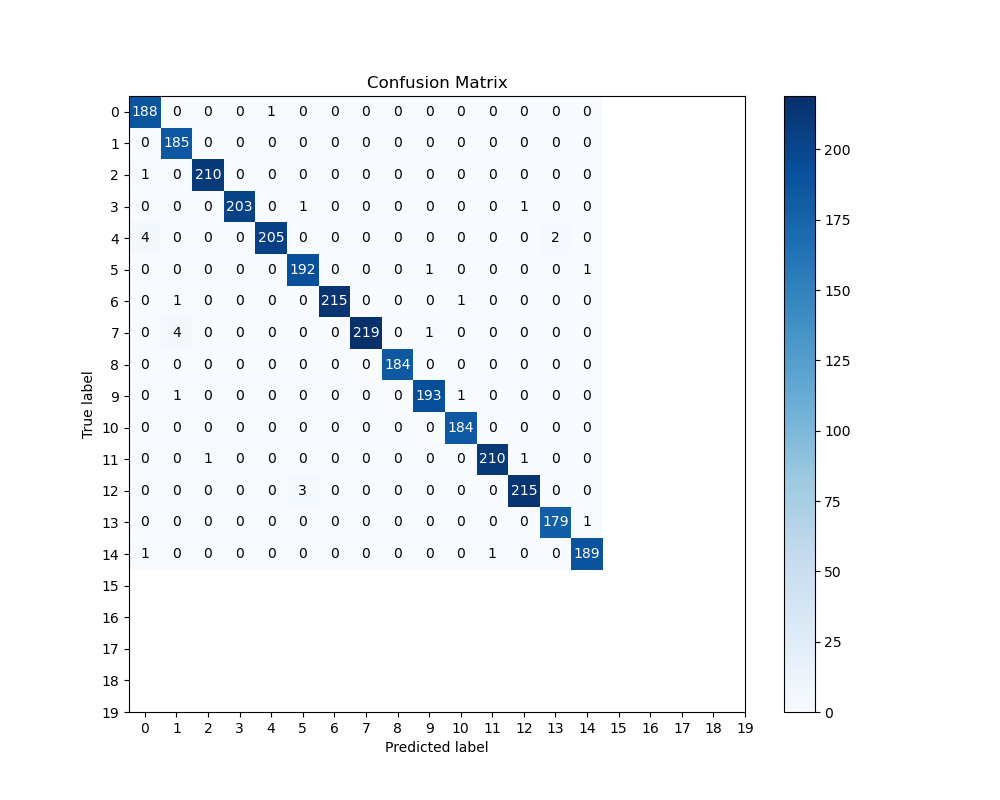 Confusion Matrix
0 188 0 0 0 1 0 0 0 0 0 0 0 0 0 0
1 0 185 0 0 0 0 0 0 0 0 0 0 0 0 0
2 1 0 210 0 0 0 0 0 0 0 0 0 0 0 0
3 0 0 0 203 0 1 0 0 0 0 0 0 1 0 0
4 4 0 0 0 205 0 0 0 0 0 0 0 0 2 0
5 0 0 0 0 0 192 0 0 0 1 0 0 0 0 1
6 0 1 0 0 0 0 215 0 0 0 1 0 0 0 0
7 0 4 0 0 0 0 0 219 0 1 0 0 0 0 0
8 0 0 0 0 0 0 0 0 184 0 0 0 0 0 0
9 0 1 0 0 0 0 0 0 0 193 1 0 0 0 0
10 0 0 0 0 0 0 0 0 0 0 184 0 0 0 0
11 0 0 1 0 0 0 0 0 0 0 0 210 1 0 0
12 0 0 0 0 0 3 0 0 0 0 0 0 215 0 0
13 0 0 0 0 0 0 0 0 0 0 0 0 0 179 1
14 1 0 0 0 0 0 0 0 0 0 0 1 0 0 189
15
16
17
18
19
0 1 2 3 4 5 6 7 8 9 10 11 12 13 14 15 16 17 18 19
Predicted label
True label
200
175
150
125
100
75
50
25
0